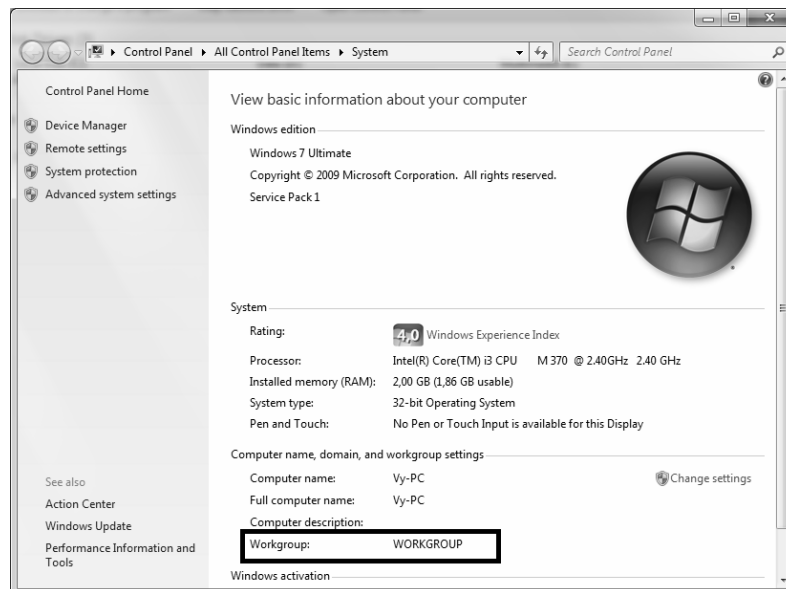 Control Panel ▸ All Control Panel Items ▸ System
Search Control Panel
Control Panel Home
Device Manager
Remote settings
System protection
Advanced system settings
See also
Action Center
Windows Update
Performance Information and
Tools
View basic information about your computer
Windows edition
Windows 7 Ultimate
Copyright © 2009 Microsoft Corporation. All rights reserved.
Service Pack 1
System
Rating: 4,0 Windows Experience Index
Processor: Intel(R) Core(TM) i3 CPU M 370 @ 2.40GHz 2.40 GHz
Installed memory (RAM): 2,00 GB (1,86 GB usable)
System type: 32-bit Operating System
Pen and Touch: No Pen or Touch Input is available for this Display
Computer name, domain, and workgroup settings
Computer name: Vy-PC Change settings
Full computer name: Vy-PC
Computer description:
Workgroup: WORKGROUP
Windows activation